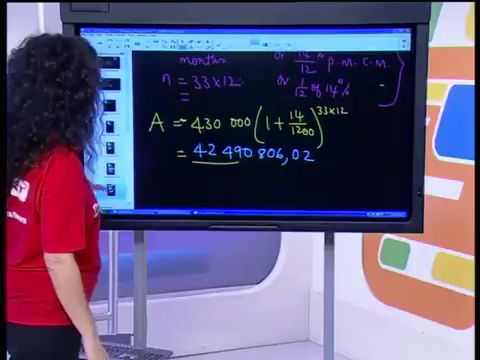 months
n = 33×12
=
or 14/12 % p.m. c.m.
or 1/12 of 14%
A = 430 000 (1 + 14/1200)^33×12
= 42 490 806,02